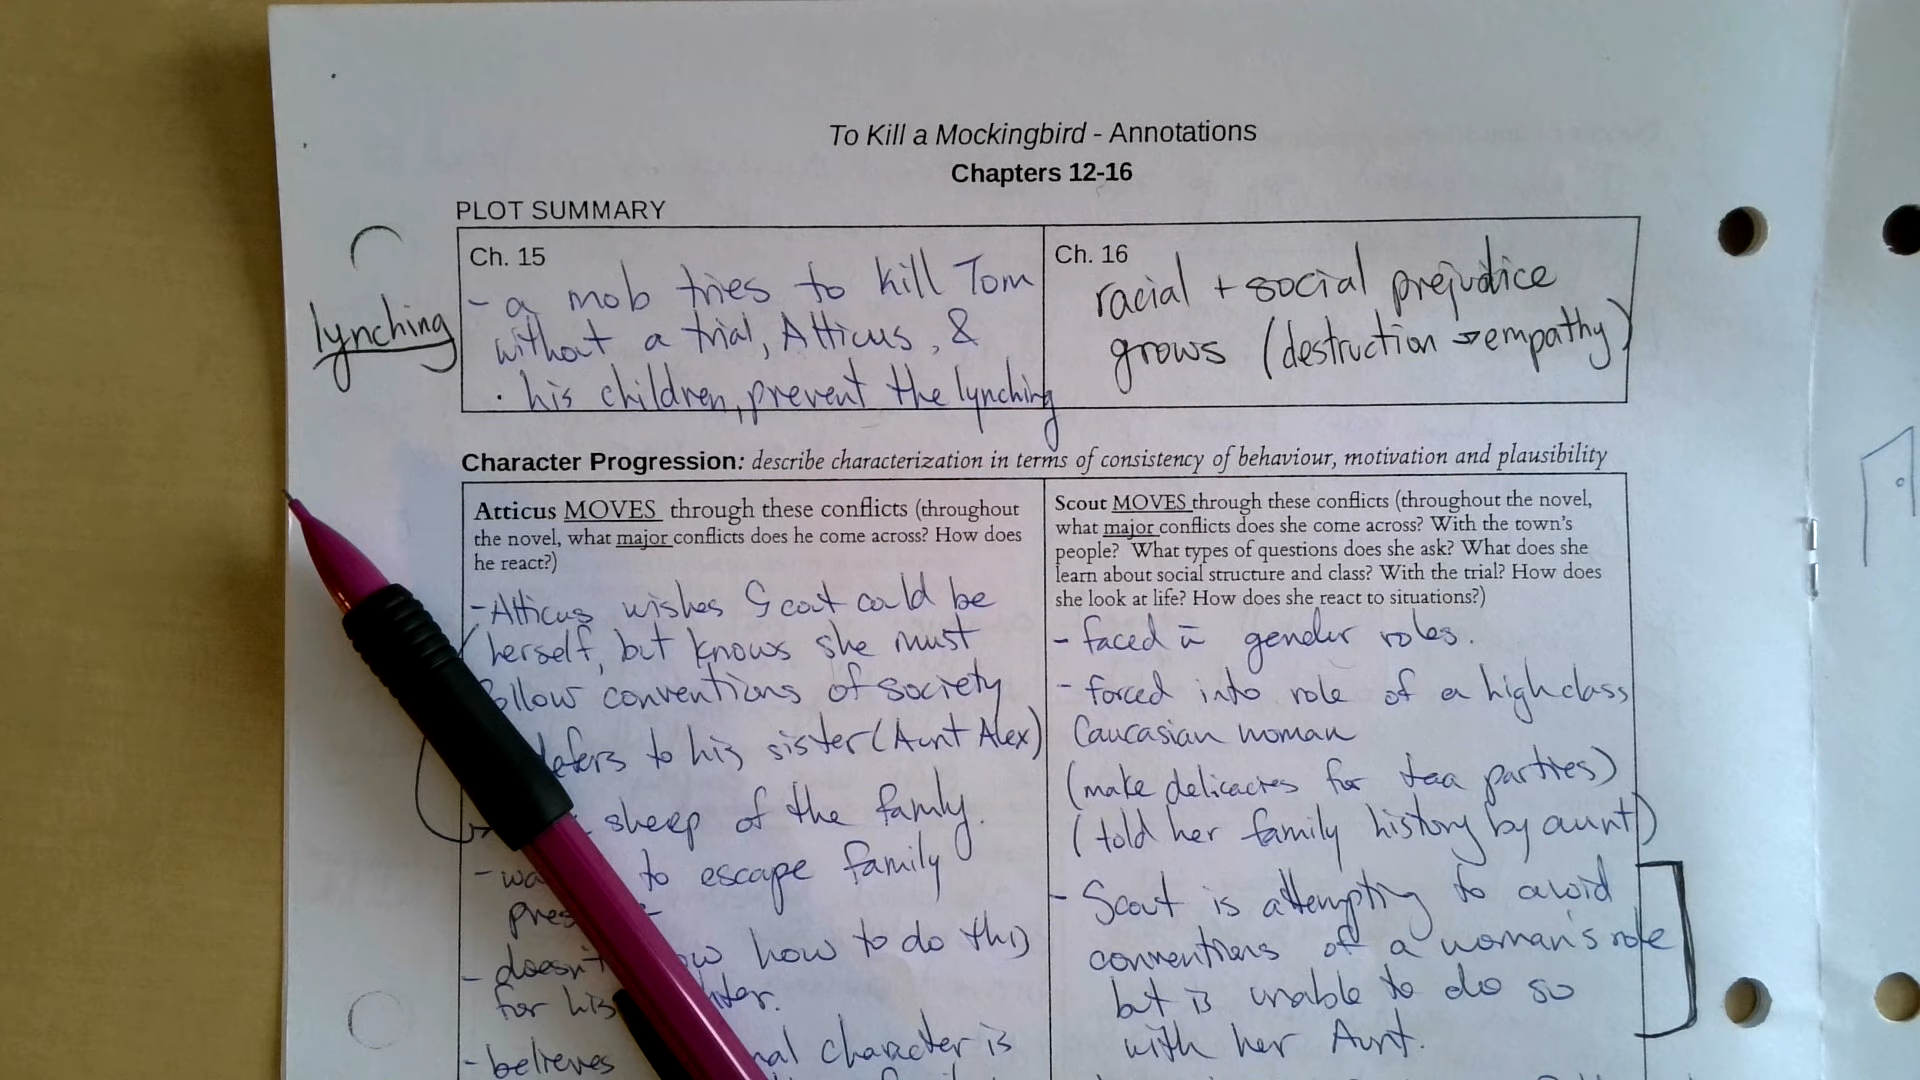 To Kill a Mockingbird - Annotations
Chapters 12-16
PLOT SUMMARY
Ch. 15
- a mob tries to kill Tom
without a trial, Atticus, &
his children, prevent the lynching
lynching
Ch. 16
racial + social prejudice
grows (destruction → empathy)
Character Progression: describe characterization in terms of consistency of behaviour, motivation and plausibility
Atticus MOVES through these conflicts (throughout
the novel, what major conflicts does he come across? How does
he react?)
- Atticus wishes Scout could be
herself, but knows she must
ollow conventions of society
defers to his sister (Aunt Alex)
sheep of the family.
- wa to escape family
pres
- doesn't ow how to do this
for his hter.
- believes nal character is
Scout MOVES through these conflicts (throughout the novel,
what major conflicts does she come across? With the town's
people? What types of questions does she ask? What does she
learn about social structure and class? With the trial? How does
she look at life? How does she react to situations?)
- faced gender roles.
- forced into role of a high class
Caucasian woman
(make delicacies for tea parties)
(told her family history by aunt)
- Scout is attempting to avoid
conventions of a woman's role
but is unable to do so
with her Aunt.